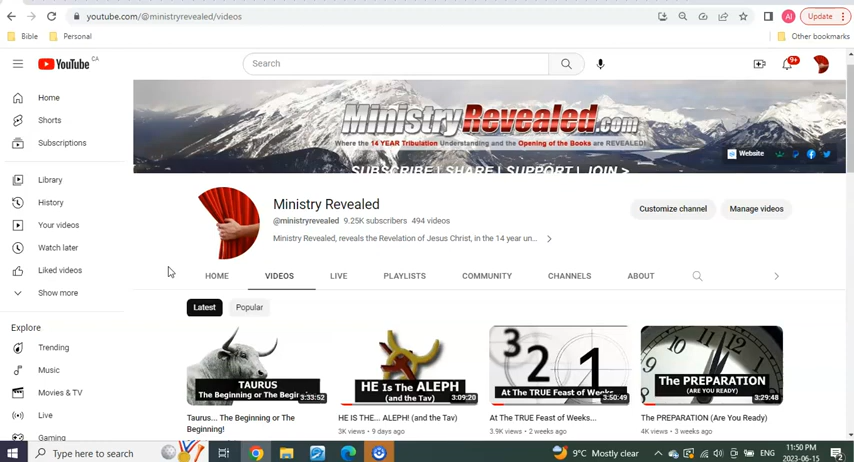 youtube.com/@ministryrevealed/videos
Update
Bible
Personal
Other bookmarks
YouTube CA
Search
9+
AI
MinistryRevealed.com
Where the 14 YEAR Tribulation Understanding and the Opening of the Books are REVEALED!
SUBSCRIBE | SHARE | SUPPORT | JOIN >
Website
Home
Shorts
Subscriptions
Library
History
Your videos
Watch later
Liked videos
Show more
Explore
Trending
Music
Movies & TV
Live
Gaming
Ministry Revealed
@ministryrevealed 9.25K subscribers 494 videos
Ministry Revealed, reveals the Revelation of Jesus Christ, in the 14 year un...
Customize channel
Manage videos
HOME VIDEOS LIVE PLAYLISTS COMMUNITY CHANNELS ABOUT
Latest Popular
TAURUS
The Beginning or The Begi
3:33:52
Taurus... The Beginning or The
Beginning!
HE IS The ALEPH
(and the Tav)
3:09:20
HE IS THE... ALEPH! (and the Tav)
3K views • 9 days ago
3 2 1
At The TRUE Feast of Weeks...
3:50:49
At The TRUE Feast of Weeks...
3.9K views • 2 weeks ago
The PREPARATION
(ARE YOU READY)
3:29:48
The PREPARATION (Are You Ready)
4K views • 3 weeks ago
Type here to search
9°C Mostly clear
ENG
11:50 PM
2023-06-15
2